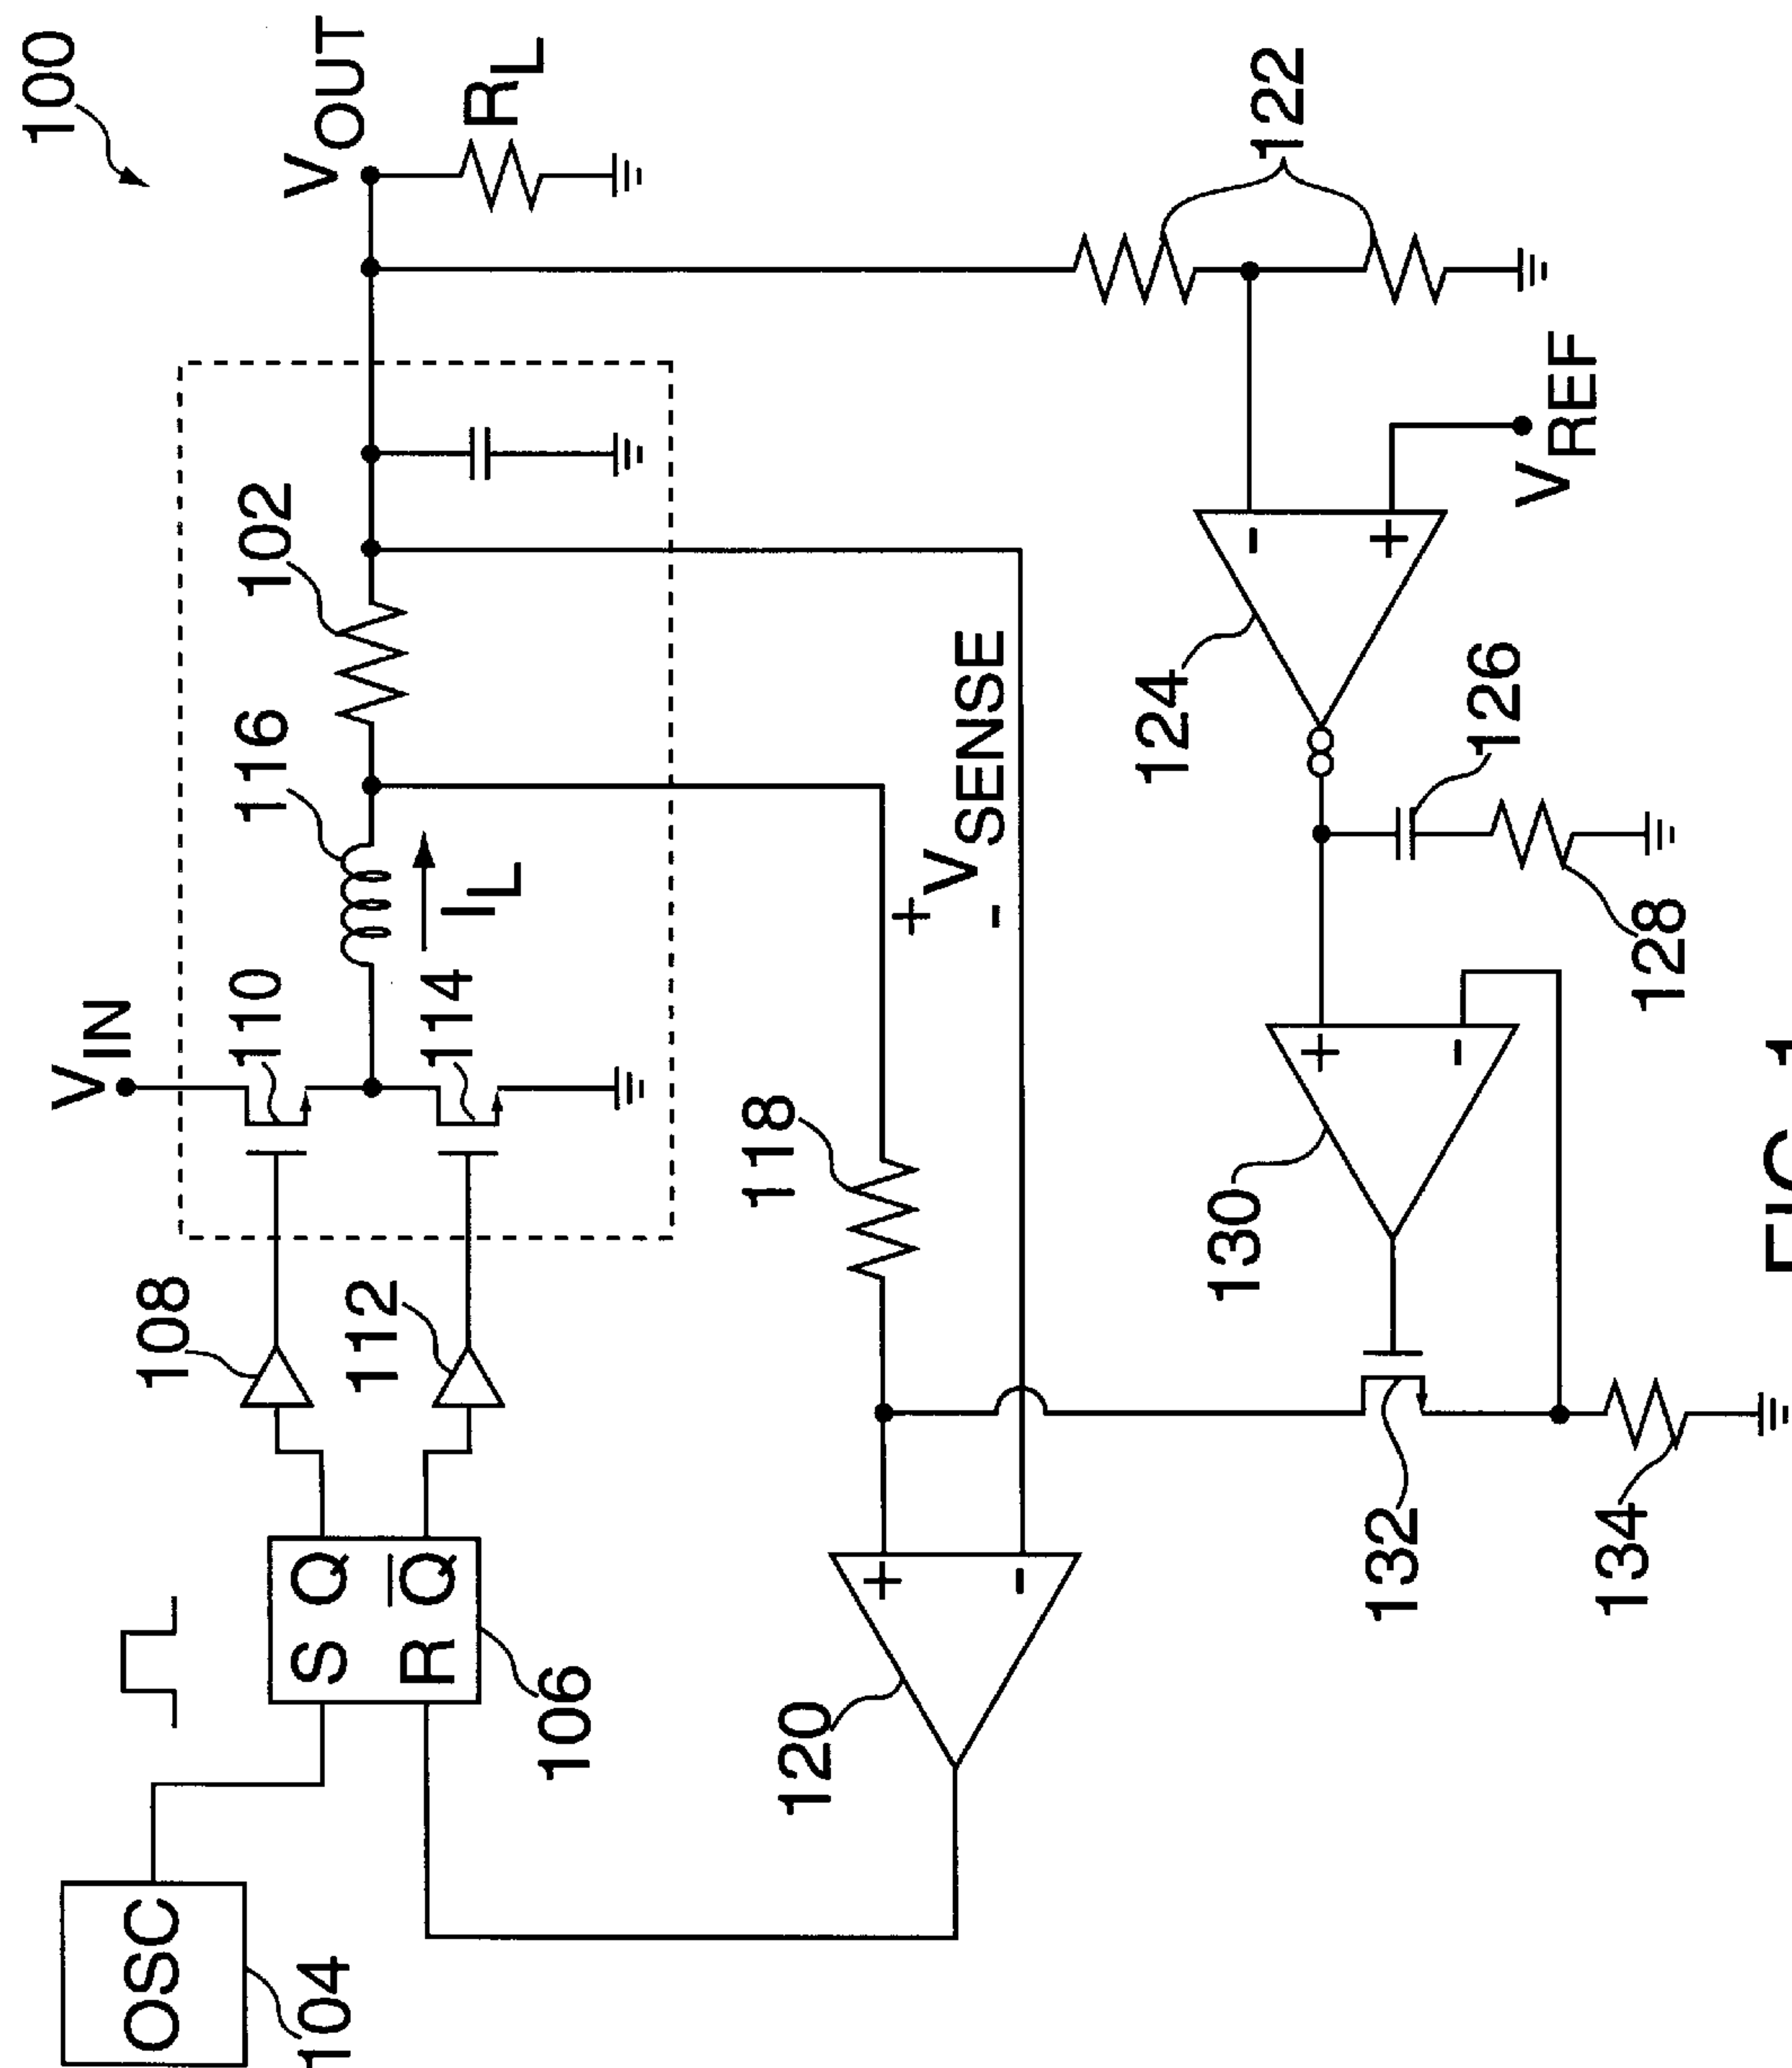 100
VIN
VOUT
RL
OSC
104
S Q
R Q̅
106
108
112
110
114
116
IL
102
118
+
VSENSE
-
120
+
-
122
124
-
+
VREF
126
128
130
+
-
132
134